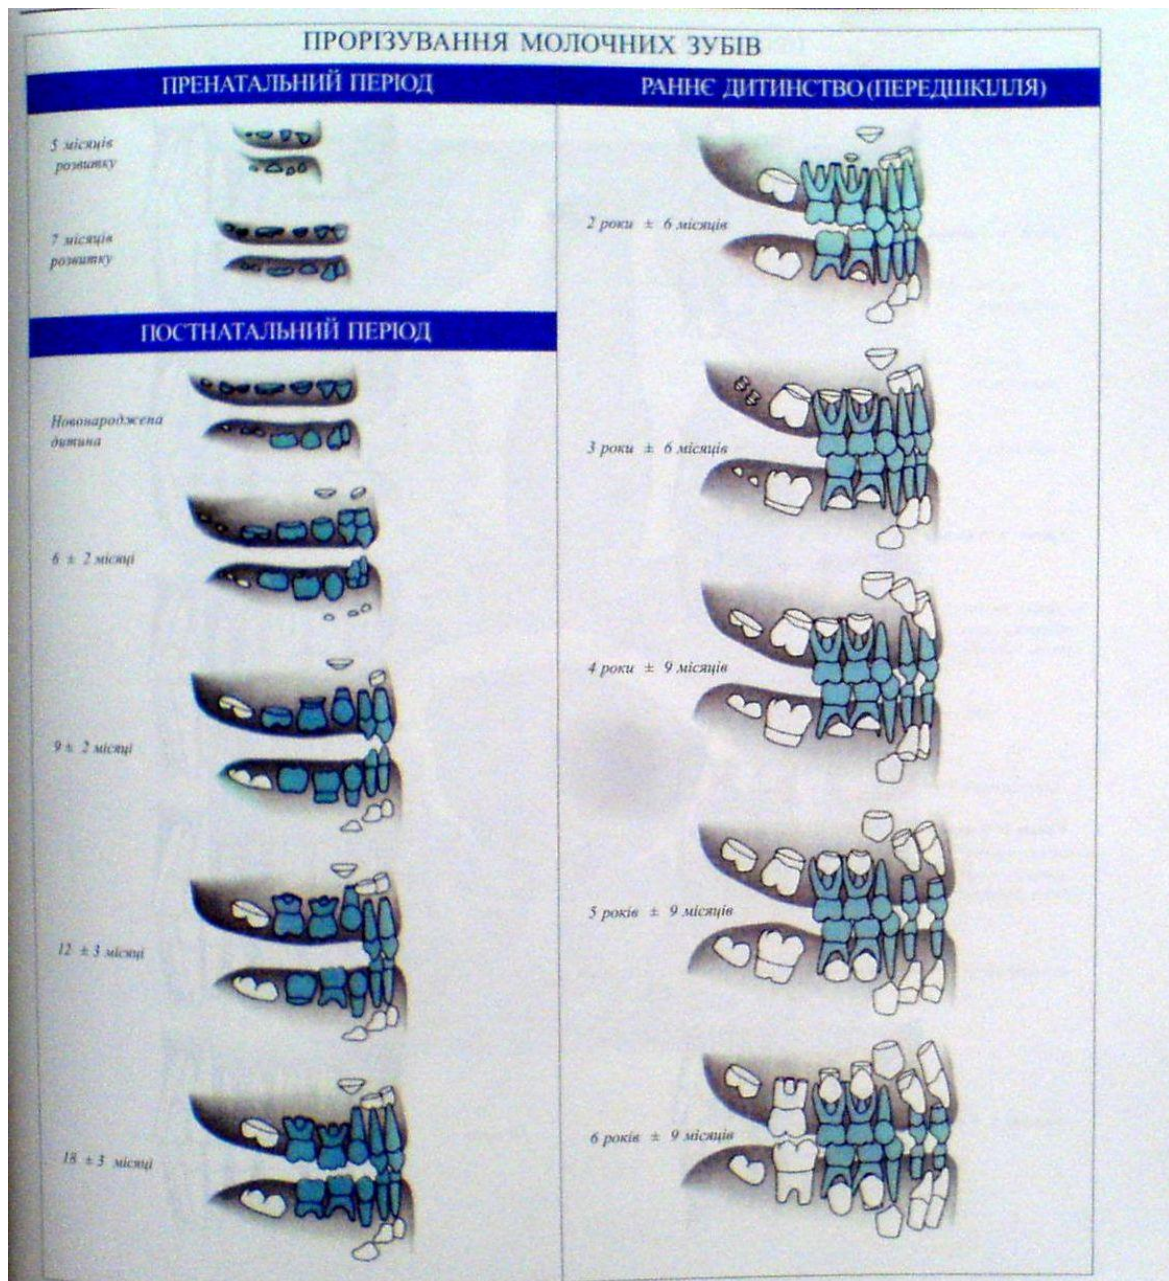 ПРОРІЗУВАННЯ МОЛОЧНИХ ЗУБІВ
ПРЕНАТАЛЬНИЙ ПЕРІОД
5 місяців
розвитку
7 місяців
розвитку
ПОСТНАТАЛЬНИЙ ПЕРІОД
Новонароджена
дитина
6 ± 2 місяці
9 ± 2 місяці
12 ± 3 місяці
18 ± 3 місяці
РАННЄ ДИТИНСТВО (ПЕРЕДШКІЛЛЯ)
2 роки ± 6 місяців
3 роки ± 6 місяців
4 роки ± 9 місяців
5 років ± 9 місяців
6 років ± 9 місяців